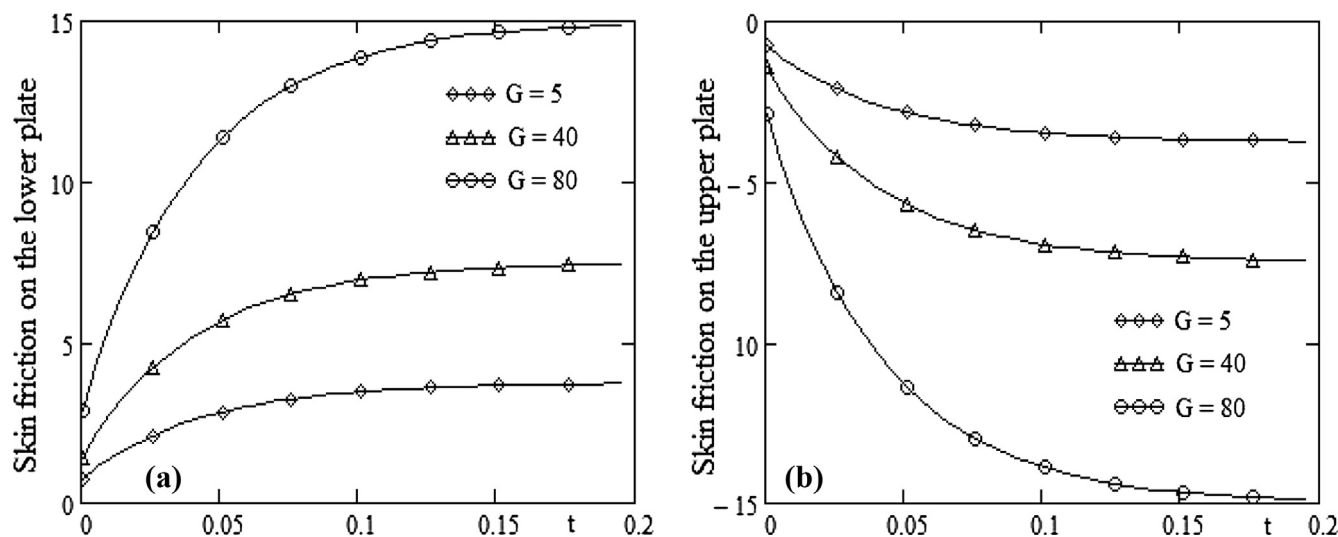 15
10
5
0
Skin friction on the lower plate
G = 5
G = 40
G = 80
(a)
0 0.05 0.1 0.15 t 0.2
-0
-5
10
-15
Skin friction on the upper plate
G = 5
G = 40
G = 80
(b)
0 0.05 0.1 0.15 t 0.2